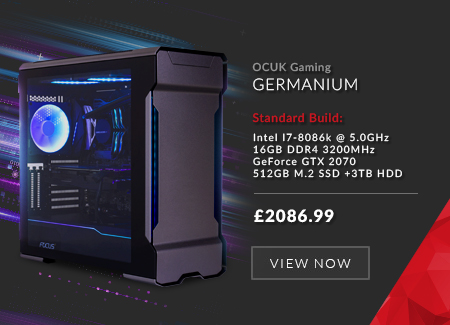 OCUK Gaming
GERMANIUM
Standard Build:
Intel I7-8086k @ 5.0GHz
16GB DDR4 3200MHz
GeForce GTX 2070
512GB M.2 SSD +3TB HDD
£2086.99
VIEW NOW
FOCUS